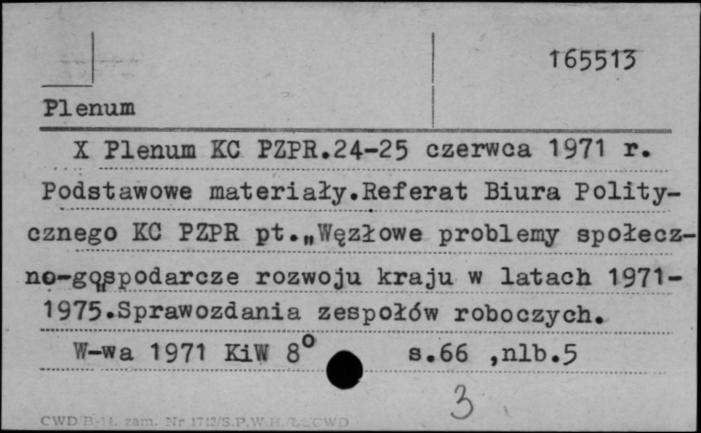 165513
Plenum
X Plenum KC PZPR.24-25 czerwca 1971 r.
Podstawowe materiały.Referat Biura Polity-
cznego KC PZPR pt.„Węzłowe problemy społecz-
no-gospodarcze rozwoju kraju w latach 1971-
1975.Sprawozdania zespołów roboczych.
W-wa 1971 KiW 8° s.66 ,nlb.5
3
zam. Nr